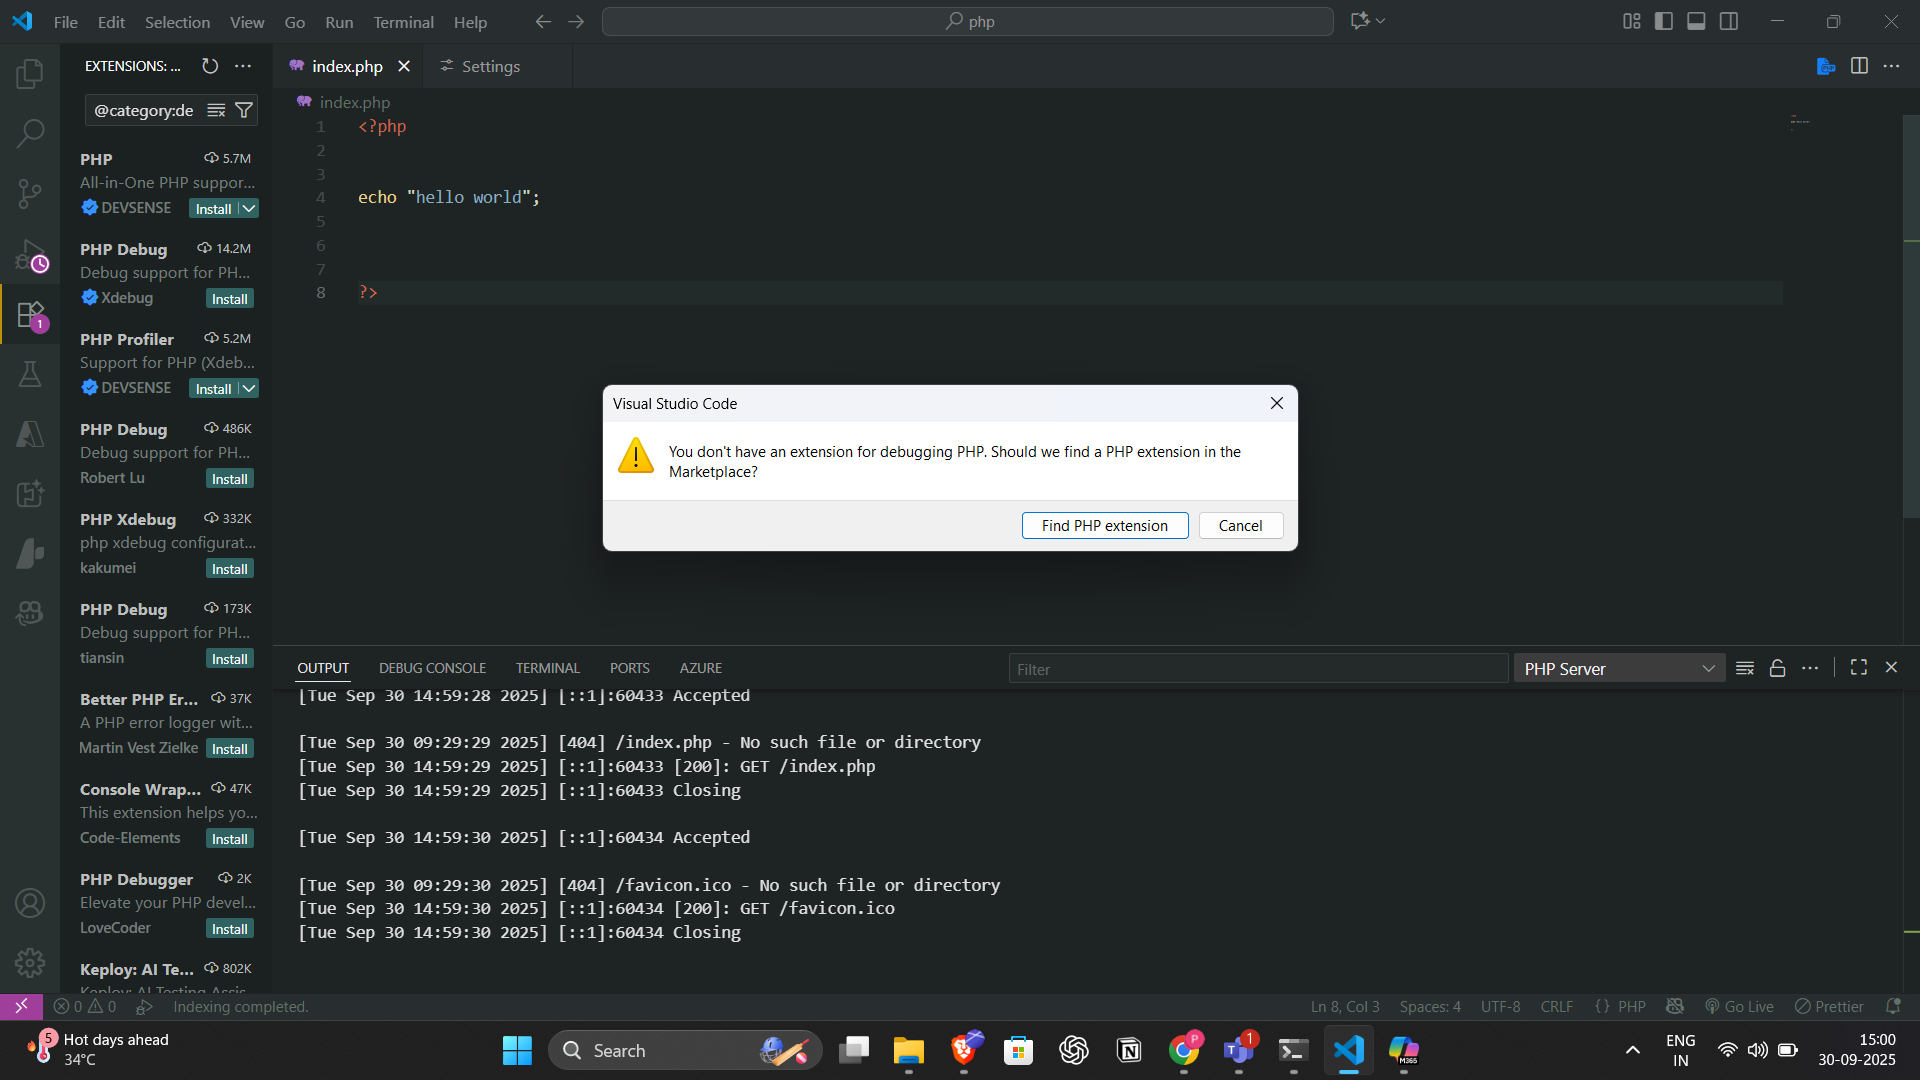 File Edit Selection View Go Run Terminal Help
php
EXTENSIONS: ...
index.php
Settings
@category:de
index.php
PHP 5.7M
All-in-One PHP suppor...
DEVSENSE Install
PHP Debug 14.2M
Debug support for PH...
Xdebug Install
PHP Profiler 5.2M
Support for PHP (Xdeb...
DEVSENSE Install
PHP Debug 486K
Debug support for PH...
Robert Lu Install
PHP Xdebug 332K
php xdebug configurat...
kakumei Install
PHP Debug 173K
Debug support for PH...
tiansin Install
Better PHP Er... 37K
A PHP error logger wit...
Martin Vest Zielke Install
Console Wrap... 47K
This extension helps yo...
Code-Elements Install
PHP Debugger 2K
Elevate your PHP devel...
LoveCoder Install
Keploy: AI Te... 802K
Keploy: AI Testing Assis...
1
1 <?php
2
3
4 echo "hello world";
5
6
7
8 ?>
Visual Studio Code
You don't have an extension for debugging PHP. Should we find a PHP extension in the
Marketplace?
Find PHP extension Cancel
OUTPUT DEBUG CONSOLE TERMINAL PORTS AZURE
Filter
PHP Server
[Tue Sep 30 14:59:28 2025] [::1]:60433 Accepted
[Tue Sep 30 09:29:29 2025] [404] /index.php - No such file or directory
[Tue Sep 30 14:59:29 2025] [::1]:60433 [200]: GET /index.php
[Tue Sep 30 14:59:29 2025] [::1]:60433 Closing
[Tue Sep 30 14:59:30 2025] [::1]:60434 Accepted
[Tue Sep 30 09:29:30 2025] [404] /favicon.ico - No such file or directory
[Tue Sep 30 14:59:30 2025] [::1]:60434 [200]: GET /favicon.ico
[Tue Sep 30 14:59:30 2025] [::1]:60434 Closing
0 0 Indexing completed.
Ln 8, Col 3 Spaces: 4 UTF-8 CRLF {} PHP Go Live Prettier
5
Hot days ahead
34°C
Search
P
1
M365
ENG
IN
15:00
30-09-2025